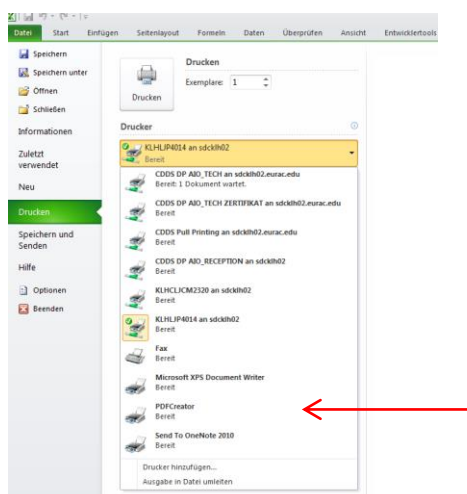 Datei Start Einfügen Seitenlayout Formeln Daten Überprüfen Ansicht Entwicklertools
Speichern
Speichern unter
Öffnen
Schließen
Informationen
Zuletzt
verwendet
Neu
Drucken
Speichern und
Senden
Hilfe
Optionen
Beenden
Drucken
Drucken
Exemplare: 1
Drucker
KLHLJP4014 an sdcklh02
Bereit
CDDS DP AIO_TECH an sdcklh02.eurac.edu
Bereit: 1 Dokument wartet.
CDDS DP AIO_TECH ZERTIFIKAT an sdcklh02.eurac.edu
Bereit
CDDS Pull Printing an sdcklh02.eurac.edu
Bereit
CDDS DP AIO_RECEPTION an sdcklh02
Bereit
KLHCLJCM2320 an sdcklh02
Bereit
KLHLJP4014 an sdcklh02
Bereit
Fax
Bereit
Microsoft XPS Document Writer
Bereit
PDFCreator
Bereit
Send To OneNote 2010
Bereit
Drucker hinzufügen...
Ausgabe in Datei umleiten